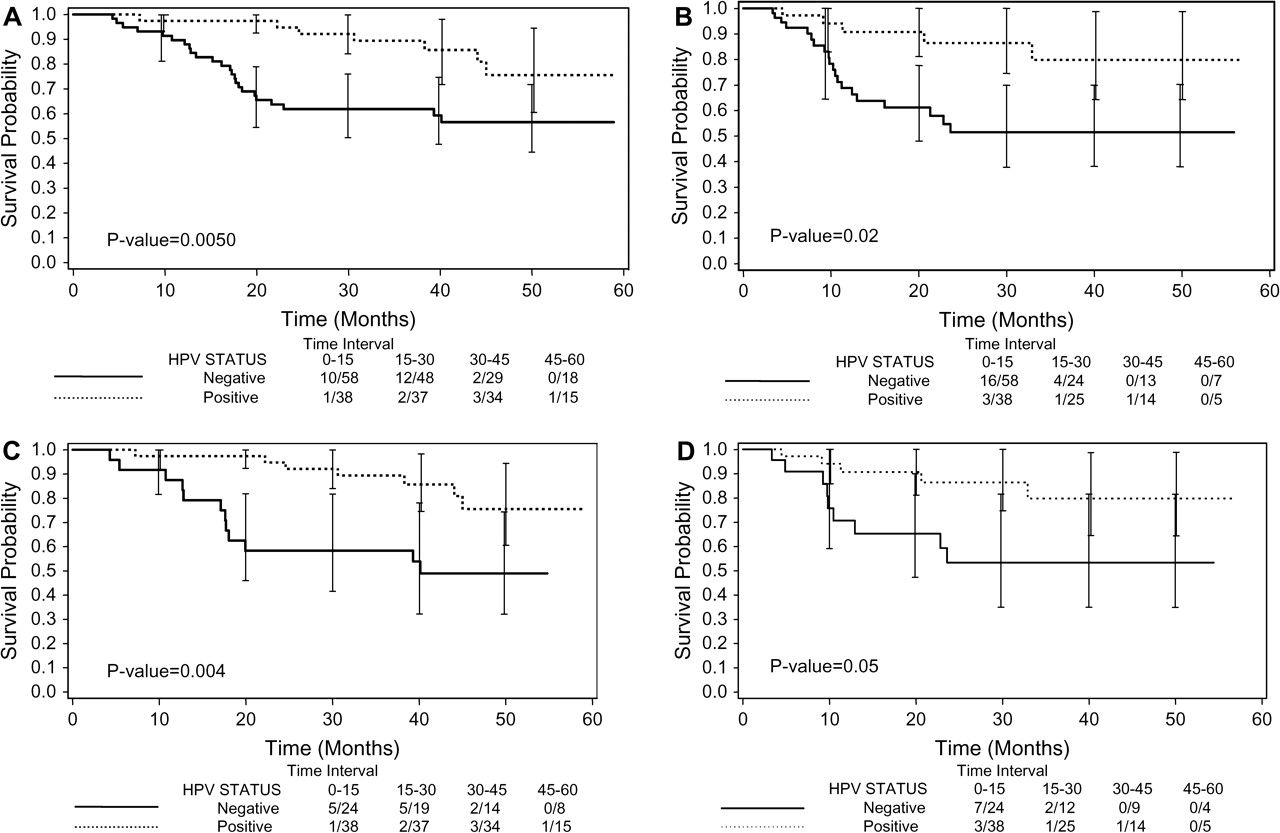 A
Survival Probability
1.0
0.9
0.8
0.7
0.6
0.5
0.4
0.3
0.2
0.1
0.0
P-value=0.0050
0 10 20 30 40 50 60
Time (Months)
Time Interval
HPV STATUS 0-15 15-30 30-45 45-60
Negative 10/58 12/48 2/29 0/18
Positive 1/38 2/37 3/34 1/15
B
Survival Probability
1.0
0.9
0.8
0.7
0.6
0.5
0.4
0.3
0.2
0.1
0.0
P-value=0.02
0 10 20 30 40 50 60
Time (Months)
Time Interval
HPV STATUS 0-15 15-30 30-45 45-60
Negative 16/58 4/24 0/13 0/7
Positive 3/38 1/25 1/14 0/5
C
Survival Probability
1.0
0.9
0.8
0.7
0.6
0.5
0.4
0.3
0.2
0.1
0.0
P-value=0.004
0 10 20 30 40 50 60
Time (Months)
Time Interval
HPV STATUS 0-15 15-30 30-45 45-60
Negative 5/24 5/19 2/14 0/8
Positive 1/38 2/37 3/34 1/15
D
Survival Probability
1.0
0.9
0.8
0.7
0.6
0.5
0.4
0.3
0.2
0.1
0.0
P-value=0.05
0 10 20 30 40 50 60
Time (Months)
Time Interval
HPV STATUS 0-15 15-30 30-45 45-60
Negative 7/24 2/12 0/9 0/4
Positive 3/38 1/25 1/14 0/5